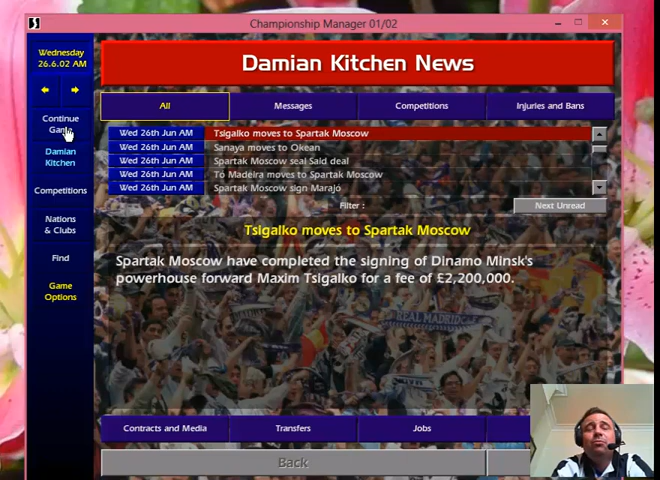 Championship Manager 01/02
Wednesday
26.6.02 AM
Damian Kitchen News
All
Messages
Competitions
Injuries and Bans
Continue
Game
Damian
Kitchen
Competitions
Nations
& Clubs
Find
Game
Options
Wed 26th Jun AM Tsigalko moves to Spartak Moscow
Wed 26th Jun AM Sanaya moves to Okean
Wed 26th Jun AM Spartak Moscow seal Saïd deal
Wed 26th Jun AM Tó Madeira moves to Spartak Moscow
Wed 26th Jun AM Spartak Moscow sign Marajó
Filter :
Next Unread
Tsigalko moves to Spartak Moscow
Spartak Moscow have completed the signing of Dinamo Minsk's
powerhouse forward Maxim Tsigalko for a fee of £2,200,000.
REAL MADRID
Contracts and Media
Transfers
Jobs
Back